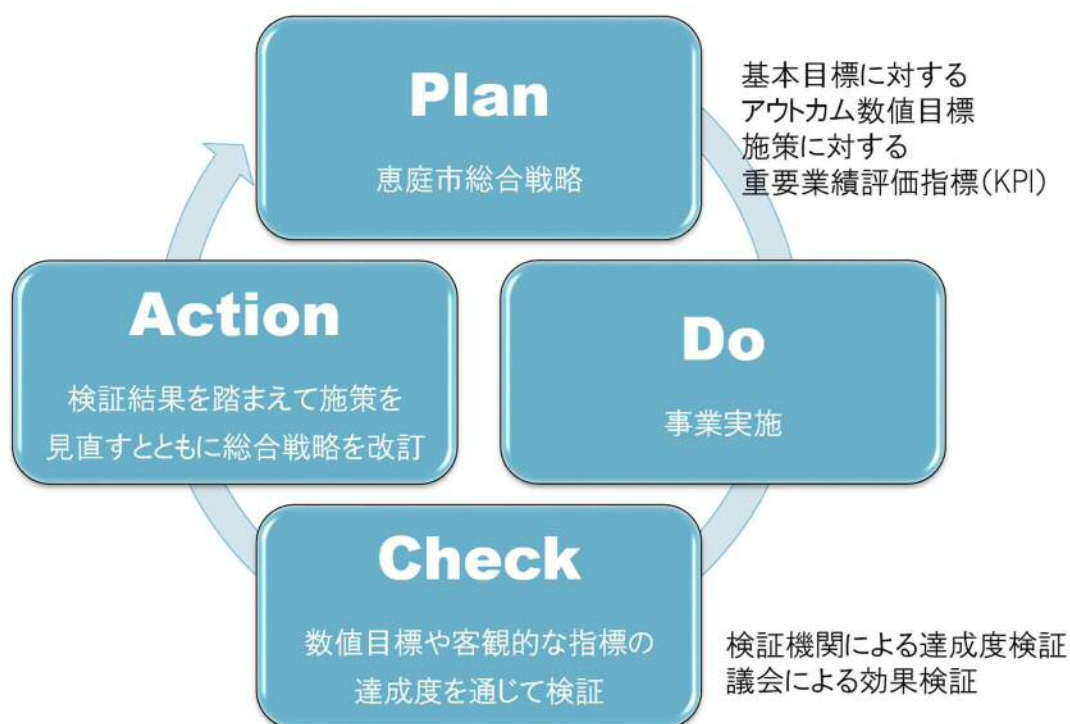 Plan
恵庭市総合戦略
基本目標に対する
アウトカム数値目標
施策に対する
重要業績評価指標(KPI)
Do
事業実施
Check
数値目標や客観的な指標の
達成度を通じて検証
検証機関による達成度検証
議会による効果検証
Action
検証結果を踏まえて施策を
見直すとともに総合戦略を改訂